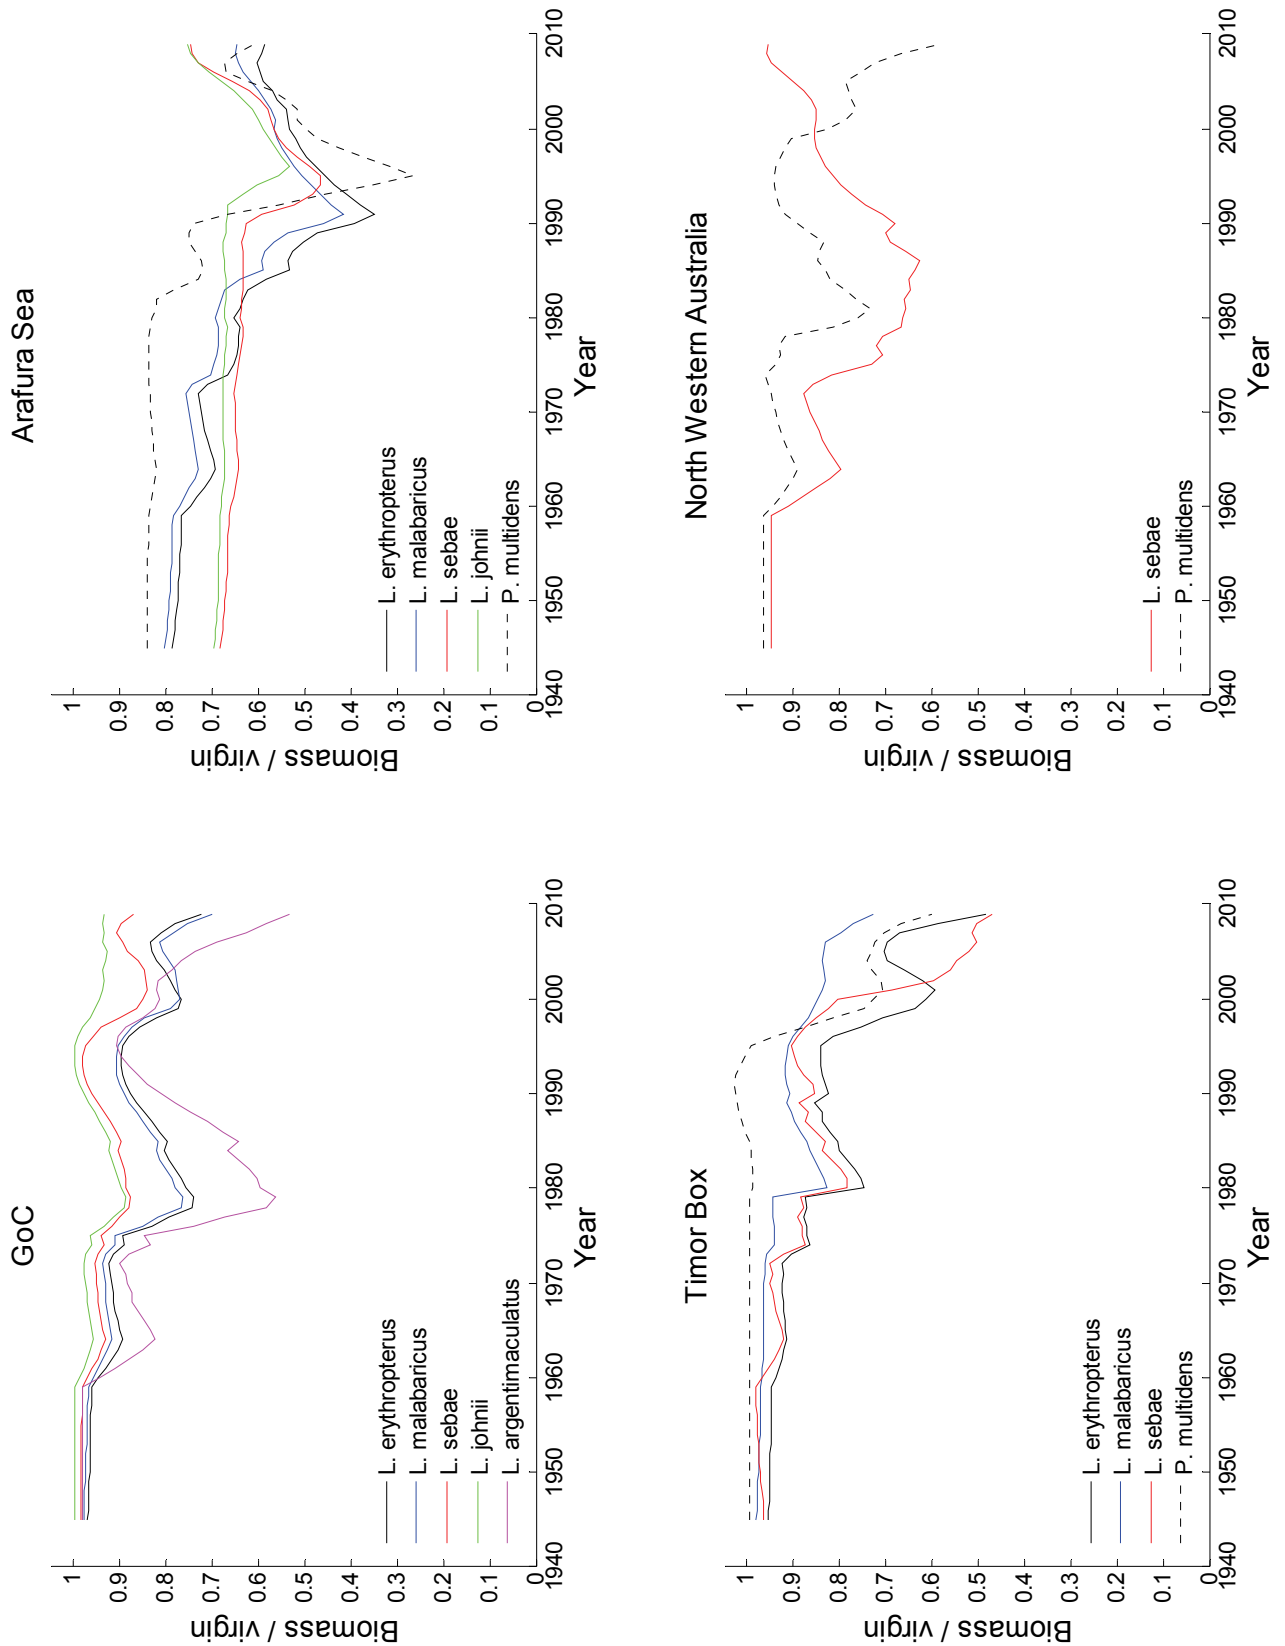 GoC
1
0.9
0.8
0.7
0.6
0.5
0.4
0.3
0.2
0.1
0
Biomass / virgin
L. erythropterus
L. malabaricus
L. sebae
L. johnii
L. argentimaculatus
1940 1950 1960 1970 1980 1990 2000 2010
Year
Arafura Sea
1
0.9
0.8
0.7
0.6
0.5
0.4
0.3
0.2
0.1
0
Biomass / virgin
L. erythropterus
L. malabaricus
L. sebae
L. johnii
P. multidens
1940 1950 1960 1970 1980 1990 2000 2010
Year
Timor Box
1
0.9
0.8
0.7
0.6
0.5
0.4
0.3
0.2
0.1
0
Biomass / virgin
L. erythropterus
L. malabaricus
L. sebae
P. multidens
1940 1950 1960 1970 1980 1990 2000 2010
Year
North Western Australia
1
0.9
0.8
0.7
0.6
0.5
0.4
0.3
0.2
0.1
0
Biomass / virgin
L. sebae
P. multidens
1940 1950 1960 1970 1980 1990 2000 2010
Year